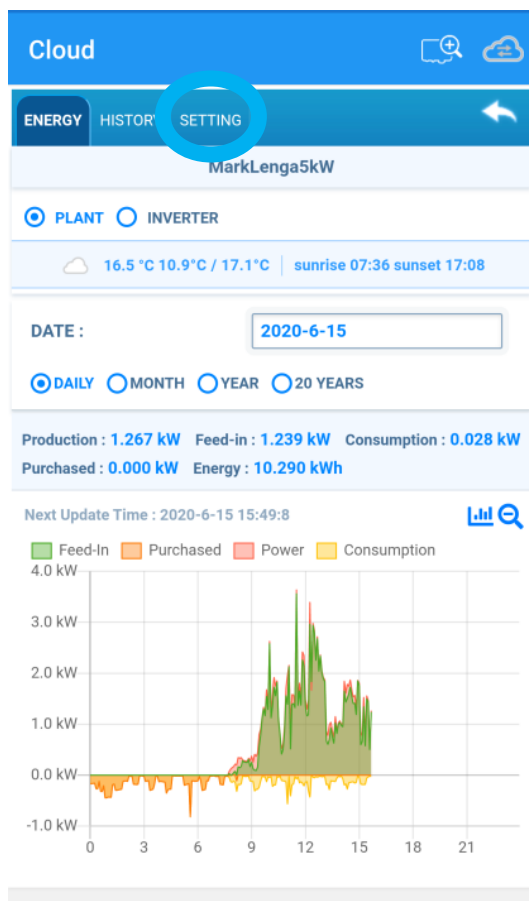 Cloud
ENERGY HISTORY SETTING
MarkLenga5kW
PLANT INVERTER
16.5 °C 10.9°C / 17.1°C sunrise 07:36 sunset 17:08
DATE : 2020-6-15
DAILY MONTH YEAR 20 YEARS
Production : 1.267 kW Feed-in : 1.239 kW Consumption : 0.028 kW
Purchased : 0.000 kW Energy : 10.290 kWh
Next Update Time : 2020-6-15 15:49:8
Feed-In Purchased Power Consumption
4.0 kW
3.0 kW
2.0 kW
1.0 kW
0.0 kW
-1.0 kW
0 3 6 9 12 15 18 21